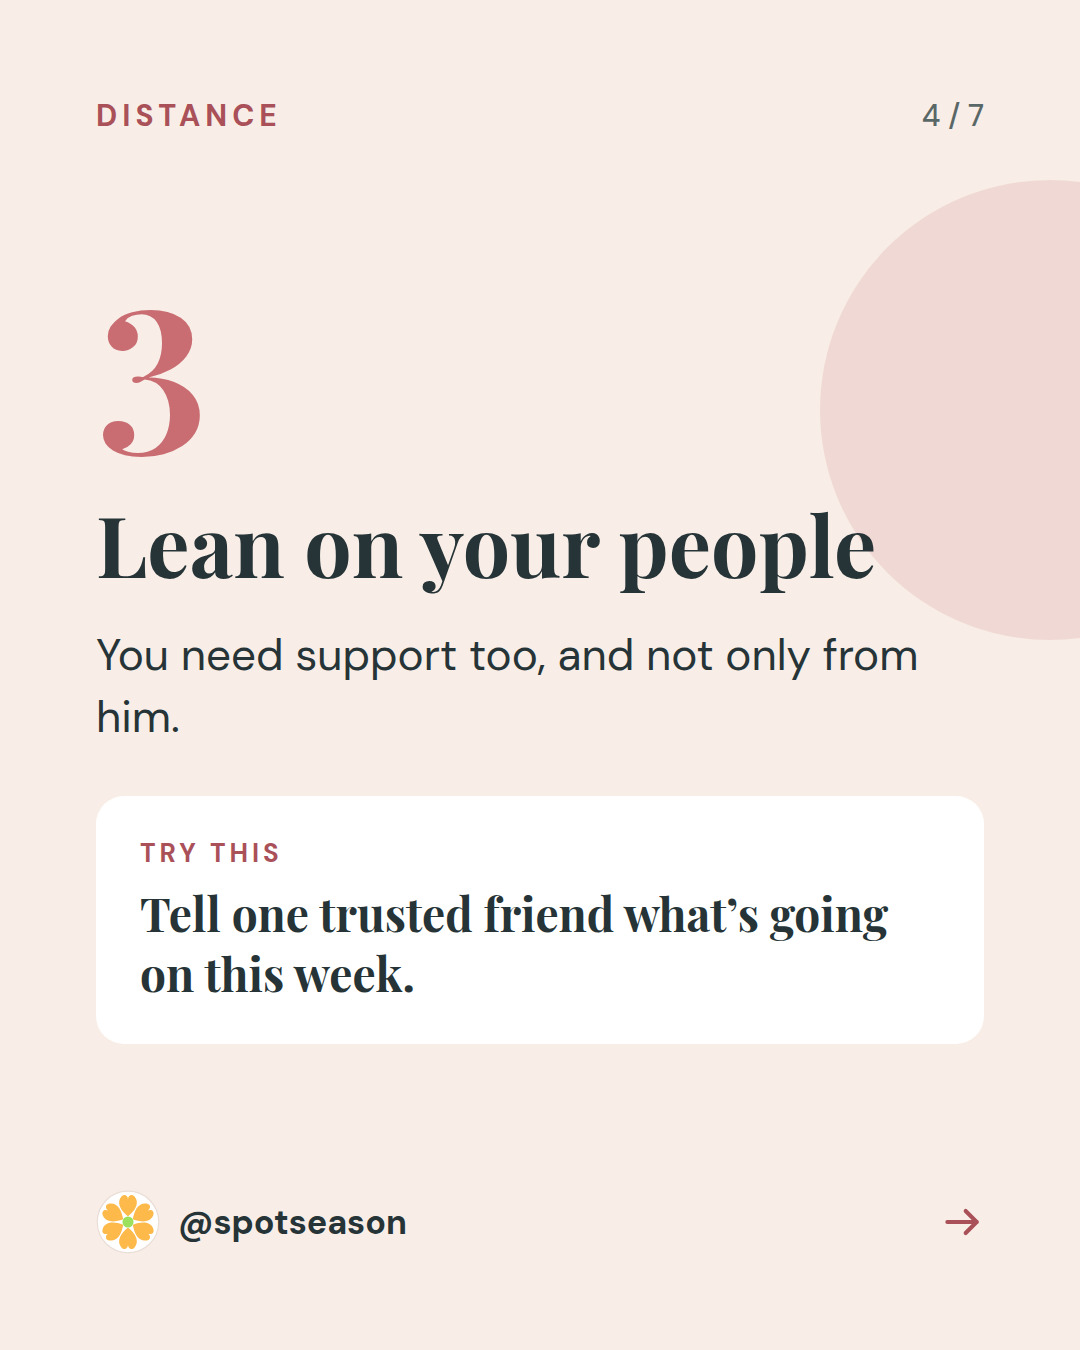 DISTANCE
4 / 7
3
Lean on your people
You need support too, and not only from
him.
TRY THIS
Tell one trusted friend what’s going
on this week.
@spotseason